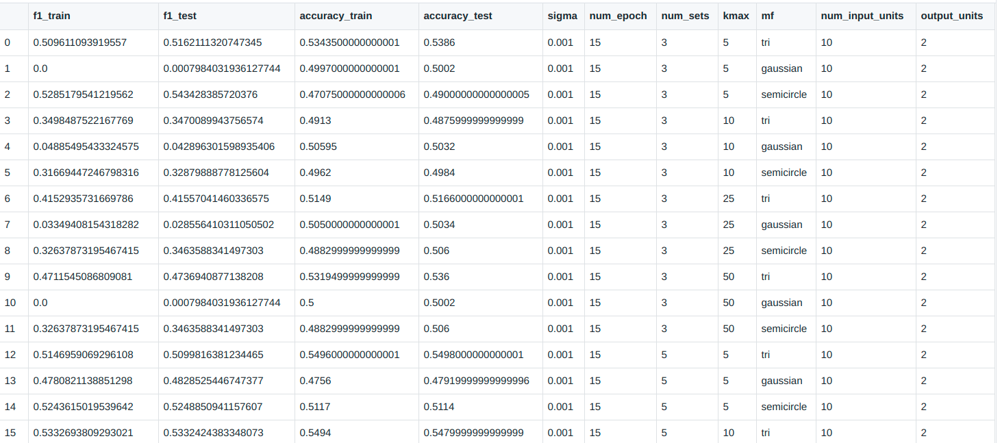 f1_train f1_test accuracy_train accuracy_test sigma num_epoch num_sets kmax mf num_input_units output_units
0 0.509611093919557 0.5162111320747345 0.5343500000000001 0.5386 0.001 15 3 5 tri 10 2
1 0.0 0.0007984031936127744 0.4997000000000001 0.5002 0.001 15 3 5 gaussian 10 2
2 0.5285179541219562 0.543428385720376 0.47075000000000006 0.49000000000000005 0.001 15 3 5 semicircle 10 2
3 0.3498487522167769 0.3470089943756574 0.4913 0.4875999999999999 0.001 15 3 10 tri 10 2
4 0.04885495433324575 0.042896301598935406 0.50595 0.5032 0.001 15 3 10 gaussian 10 2
5 0.31669447246798316 0.32879888778125604 0.4962 0.4984 0.001 15 3 10 semicircle 10 2
6 0.4152935731669786 0.41557041460336575 0.5149 0.5166000000000001 0.001 15 3 25 tri 10 2
7 0.03349408154318282 0.028556410311050502 0.5050000000000001 0.5034 0.001 15 3 25 gaussian 10 2
8 0.32637873195467415 0.3463588341497303 0.4882999999999999 0.506 0.001 15 3 25 semicircle 10 2
9 0.4711545086809081 0.4736940877138208 0.5319499999999999 0.536 0.001 15 3 50 tri 10 2
10 0.0 0.0007984031936127744 0.5 0.5002 0.001 15 3 50 gaussian 10 2
11 0.32637873195467415 0.3463588341497303 0.4882999999999999 0.506 0.001 15 3 50 semicircle 10 2
12 0.5146959069296108 0.5099816381234465 0.5496000000000001 0.5498000000000001 0.001 15 5 5 tri 10 2
13 0.4780821138851298 0.4828525446747377 0.4756 0.47919999999999996 0.001 15 5 5 gaussian 10 2
14 0.5243615019539642 0.5248850941157607 0.5117 0.5114 0.001 15 5 5 semicircle 10 2
15 0.5332693809293021 0.5332424383348073 0.5494 0.5479999999999999 0.001 15 5 10 tri 10 2